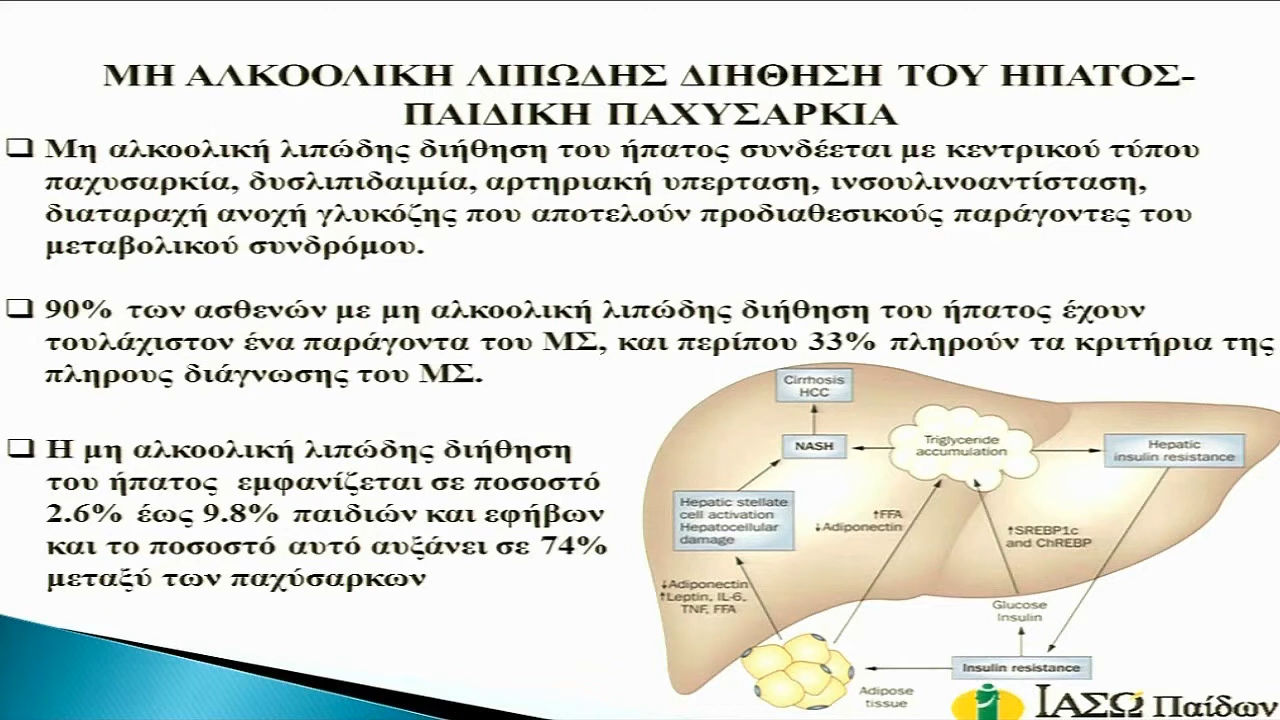 ΜΗ ΑΛΚΟΟΛΙΚΗ ΛΙΠΩΔΗΣ ΔΙΗΘΗΣΗ ΤΟΥ ΗΠΑΤΟΣ-
ΠΑΙΔΙΚΗ ΠΑΧΥΣΑΡΚΙΑ
Μη αλκοολική λιπώδης διήθηση του ήπατος συνδέεται με κεντρικού τύπου
παχυσαρκία, δυσλιπιδαιμία, αρτηριακή υπερταση, ινσουλινοαντίσταση,
διαταραχή ανοχή γλυκόζης που αποτελούν προδιαθεσικούς παράγοντες του
μεταβολικού συνδρόμου.
90% των ασθενών με μη αλκοολική λιπώδης διήθηση του ήπατος έχουν
τουλάχιστον ένα παράγοντα του ΜΣ, και περίπου 33% πληρούν τα κριτήρια της
πληρους διάγνωσης του ΜΣ.
Η μη αλκοολική λιπώδης διήθηση
του ήπατος εμφανίζεται σε ποσοστό
2.6% έως 9.8% παιδιών και εφήβων
και το ποσοστό αυτό αυξάνει σε 74%
μεταξύ των παχύσαρκων
Cirrhosis
HCC
NASH
Triglyceride
accumulation
Hepatic
insulin resistance
Hepatic stellate
cell activation
Hepatocellular
damage
↑FFA
↓Adiponectin
↑SREBP1c
and ChREBP
↓Adiponectin
↑Leptin, IL-6,
TNF, FFA
Glucose
Insulin
Insulin resistance
Adipose
tissue
ΙΑΣΩ Παίδων